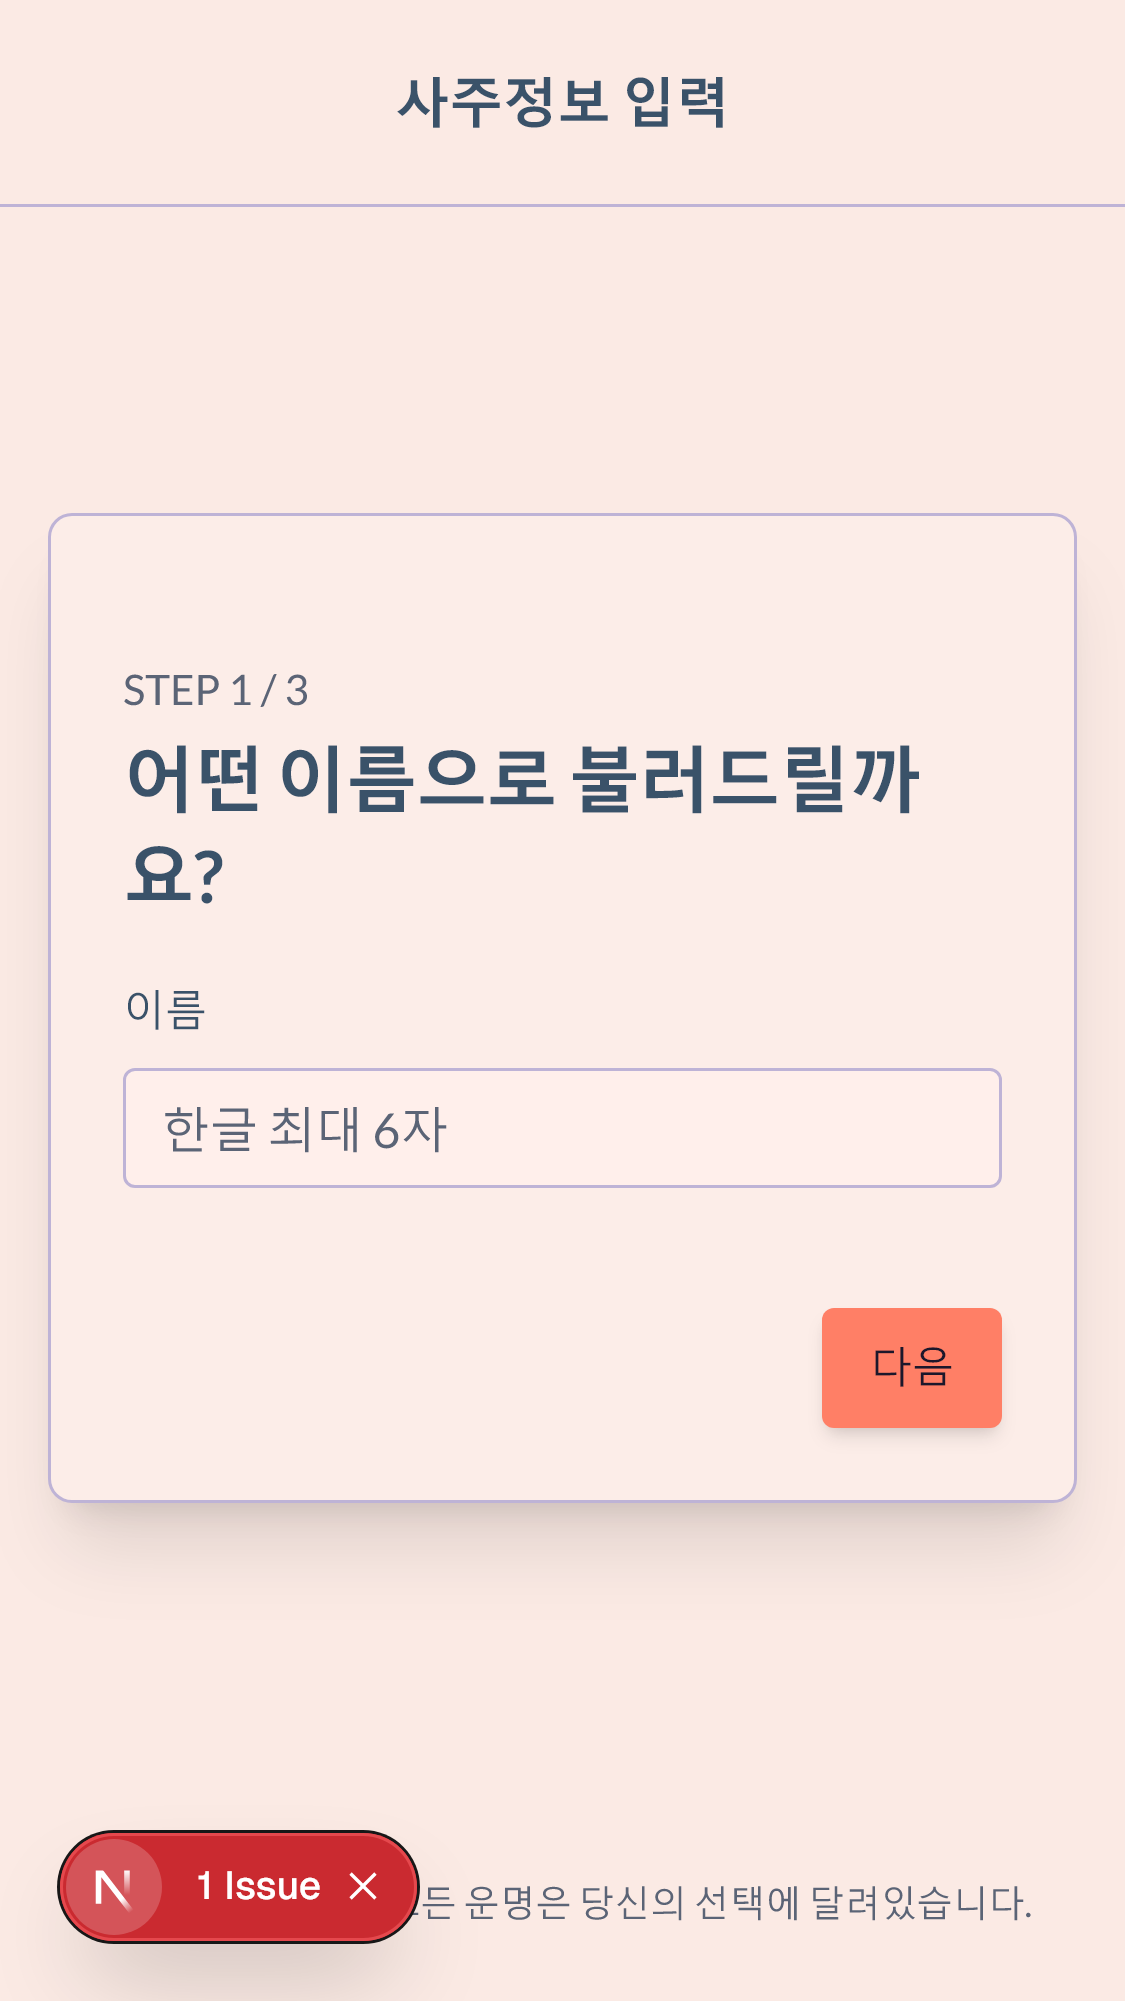 사주정보 입력
STEP 1 / 3
어떤 이름으로 불러드릴까
요?
이름
한글 최대 6자
다음
1 Issue
운명은 당신의 선택에 달려있습니다.